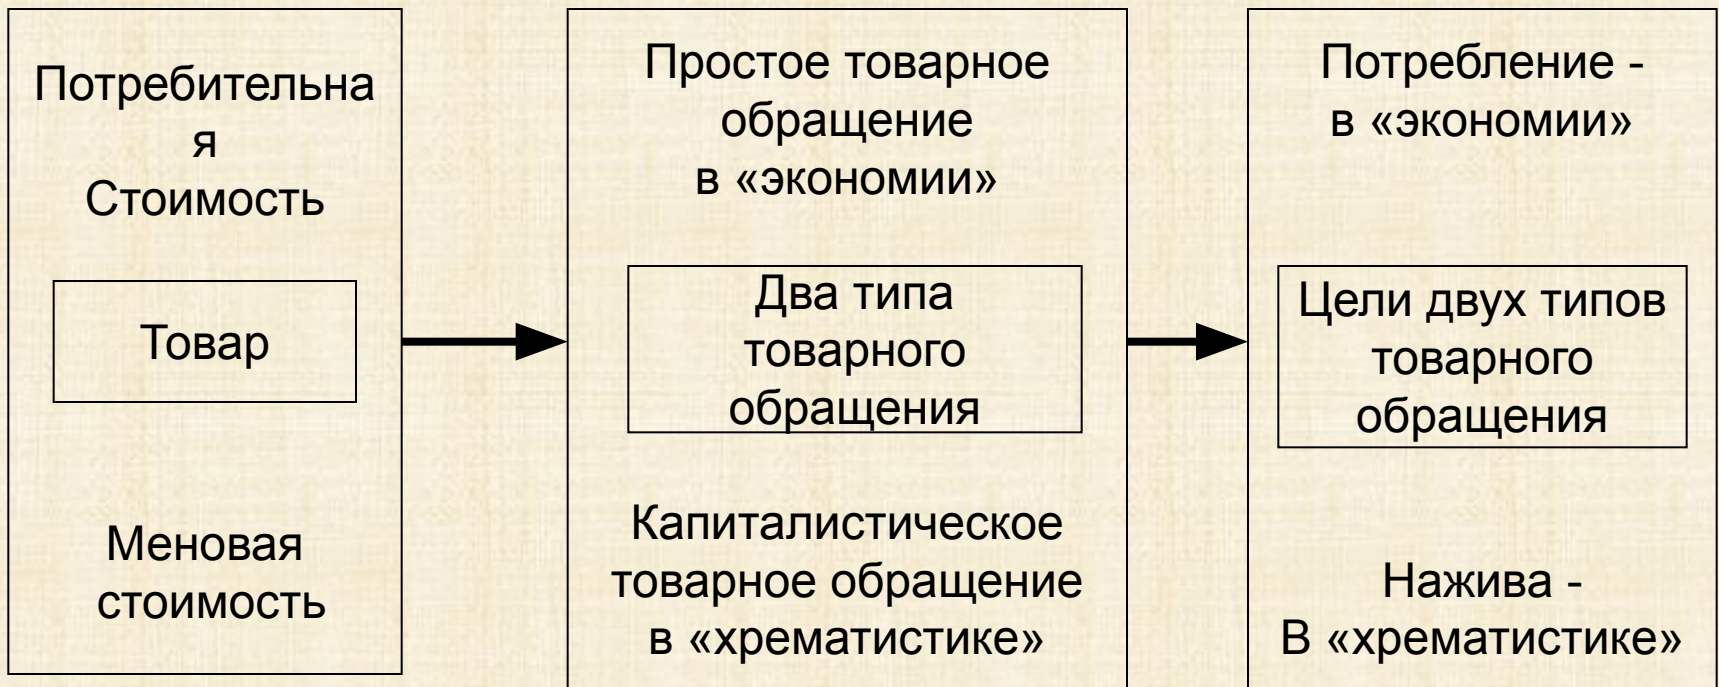 Потребительна
я
Стоимость
Товар
Меновая
стоимость
Простое товарное
обращение
в «экономии»
Два типа
товарного
обращения
Капиталистическое
товарное обращение
в «хрематистике»
Потребление -
в «экономии»
Цели двух типов
товарного
обращения
Нажива -
В «хрематистике»